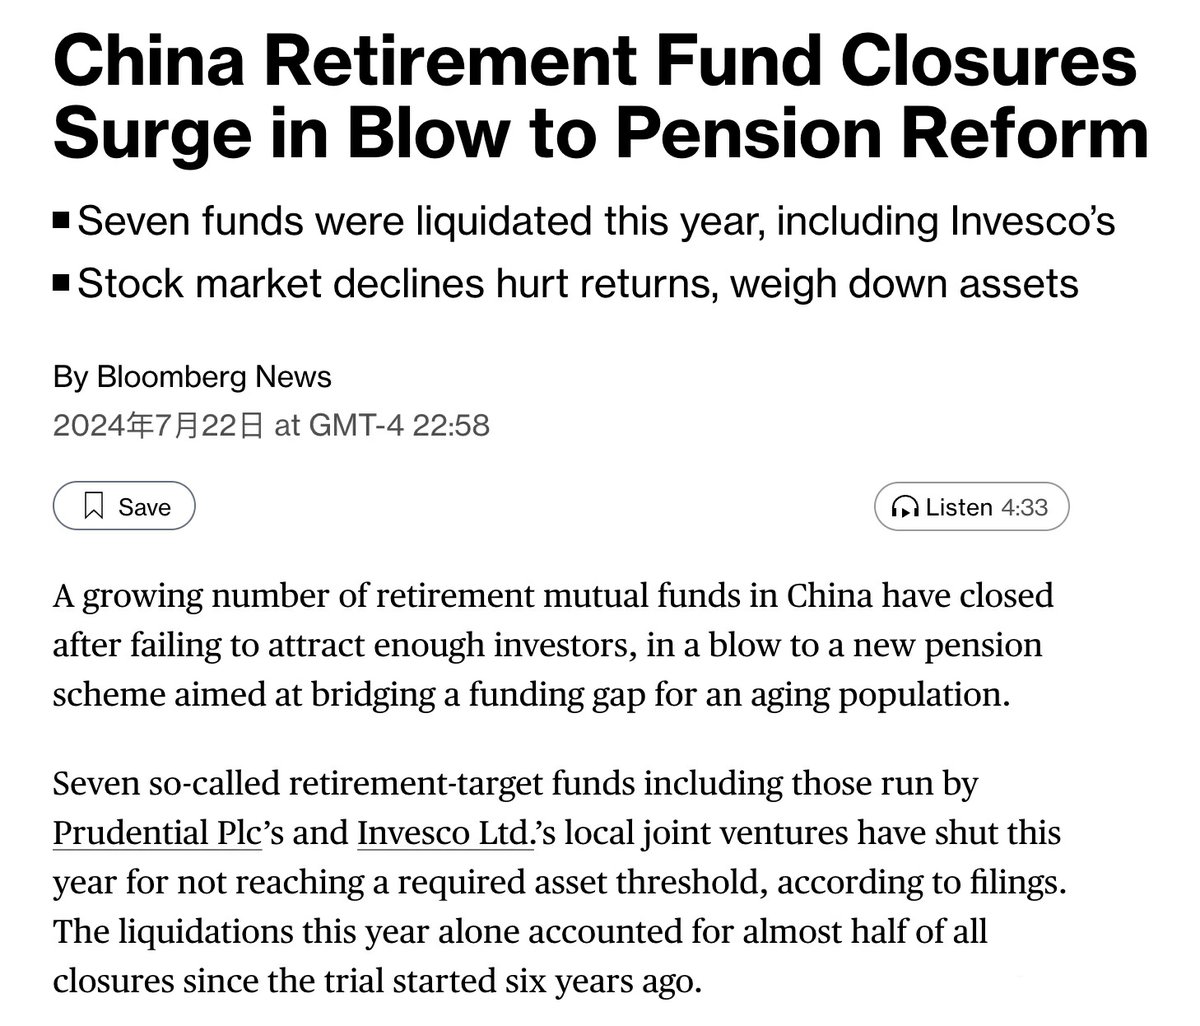 China Retirement Fund Closures
Surge in Blow to Pension Reform
■ Seven funds were liquidated this year, including Invesco’s
■ Stock market declines hurt returns, weigh down assets
By Bloomberg News
2024年7月22日 at GMT-4 22:58
Save
Listen 4:33
A growing number of retirement mutual funds in China have closed
after failing to attract enough investors, in a blow to a new pension
scheme aimed at bridging a funding gap for an aging population.
Seven so-called retirement-target funds including those run by
Prudential Plc’s and Invesco Ltd.’s local joint ventures have shut this
year for not reaching a required asset threshold, according to filings.
The liquidations this year alone accounted for almost half of all
closures since the trial started six years ago.